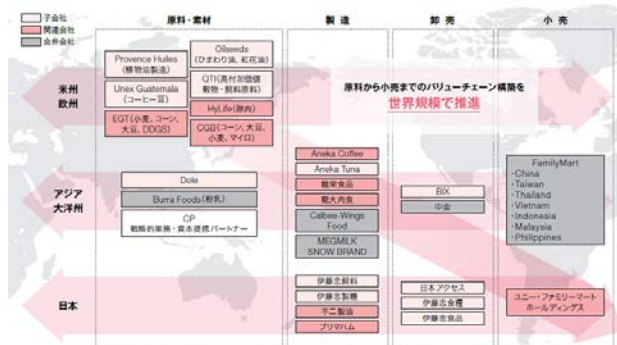 子会社
関連会社
合弁会社
原料・素材
製造
卸売
小売
米州
欧州
Provence Huiles
(植物油製造)
Unex Guatemala
(コーヒー豆)
EGT(小麦、コーン、
大豆、DDGS)
Oilseeds
(ひまわり油、紅花油)
QTI(高付加価値
穀物・飼料原料)
HyLife(豚肉)
CGB(コーン、大豆、
小麦、マイロ)
原料から小売までのバリューチェーン構築を
世界規模で推進
アジア
大洋州
Dole
Burra Foods(粉乳)
CP
戦略的業務・資本提携パートナー
Aneka Coffee
Aneka Tuna
龍栄食品
龍大肉食
Calbee-Wings
Food
MEGMILK
SNOW BRAND
BIX
中金
FamilyMart
・China
・Taiwan
・Thailand
・Vietnam
・Indonesia
・Malaysia
・Philippines
日本
伊藤忠飼料
伊藤忠製糖
不二製油
プリマハム
日本アクセス
伊藤忠食糧
伊藤忠食品
ユニー・ファミリーマート
ホールディングス